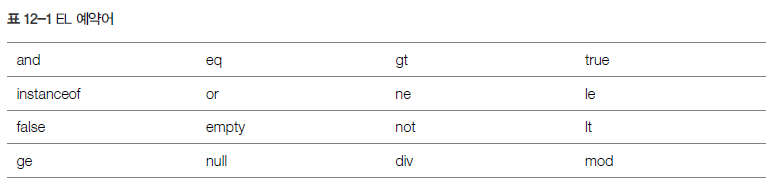 표 12-1 EL 예약어
and eq gt true
instanceof or ne le
false empty not lt
ge null div mod